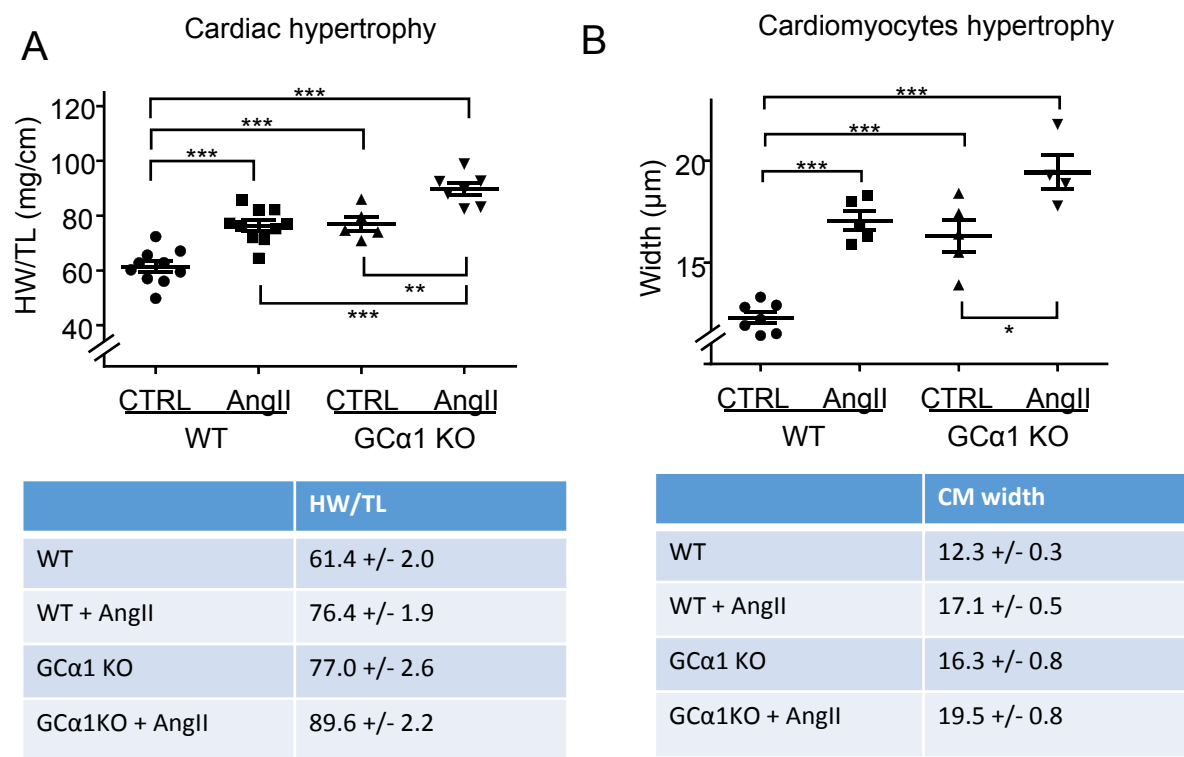 A
Cardiac hypertrophy
HW/TL (mg/cm)
120
100
80
60
40
***
***
***
**
***
CTRL AngII CTRL AngII
WT GCα1 KO
HW/TL
WT 61.4 +/- 2.0
WT + AngII 76.4 +/- 1.9
GCα1 KO 77.0 +/- 2.6
GCα1KO + AngII 89.6 +/- 2.2
B
Cardiomyocytes hypertrophy
Width (µm)
20
15
***
***
***
*
CTRL AngII CTRL AngII
WT GCα1 KO
CM width
WT 12.3 +/- 0.3
WT + AngII 17.1 +/- 0.5
GCα1 KO 16.3 +/- 0.8
GCα1KO + AngII 19.5 +/- 0.8